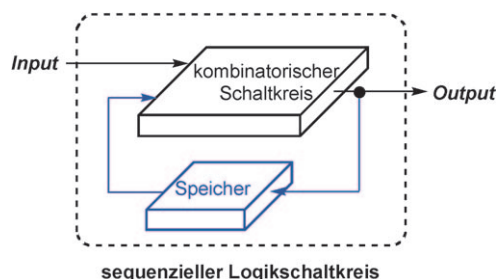 Input
kombinatorischer
Schaltkreis
Output
Speicher
sequenzieller Logikschaltkreis